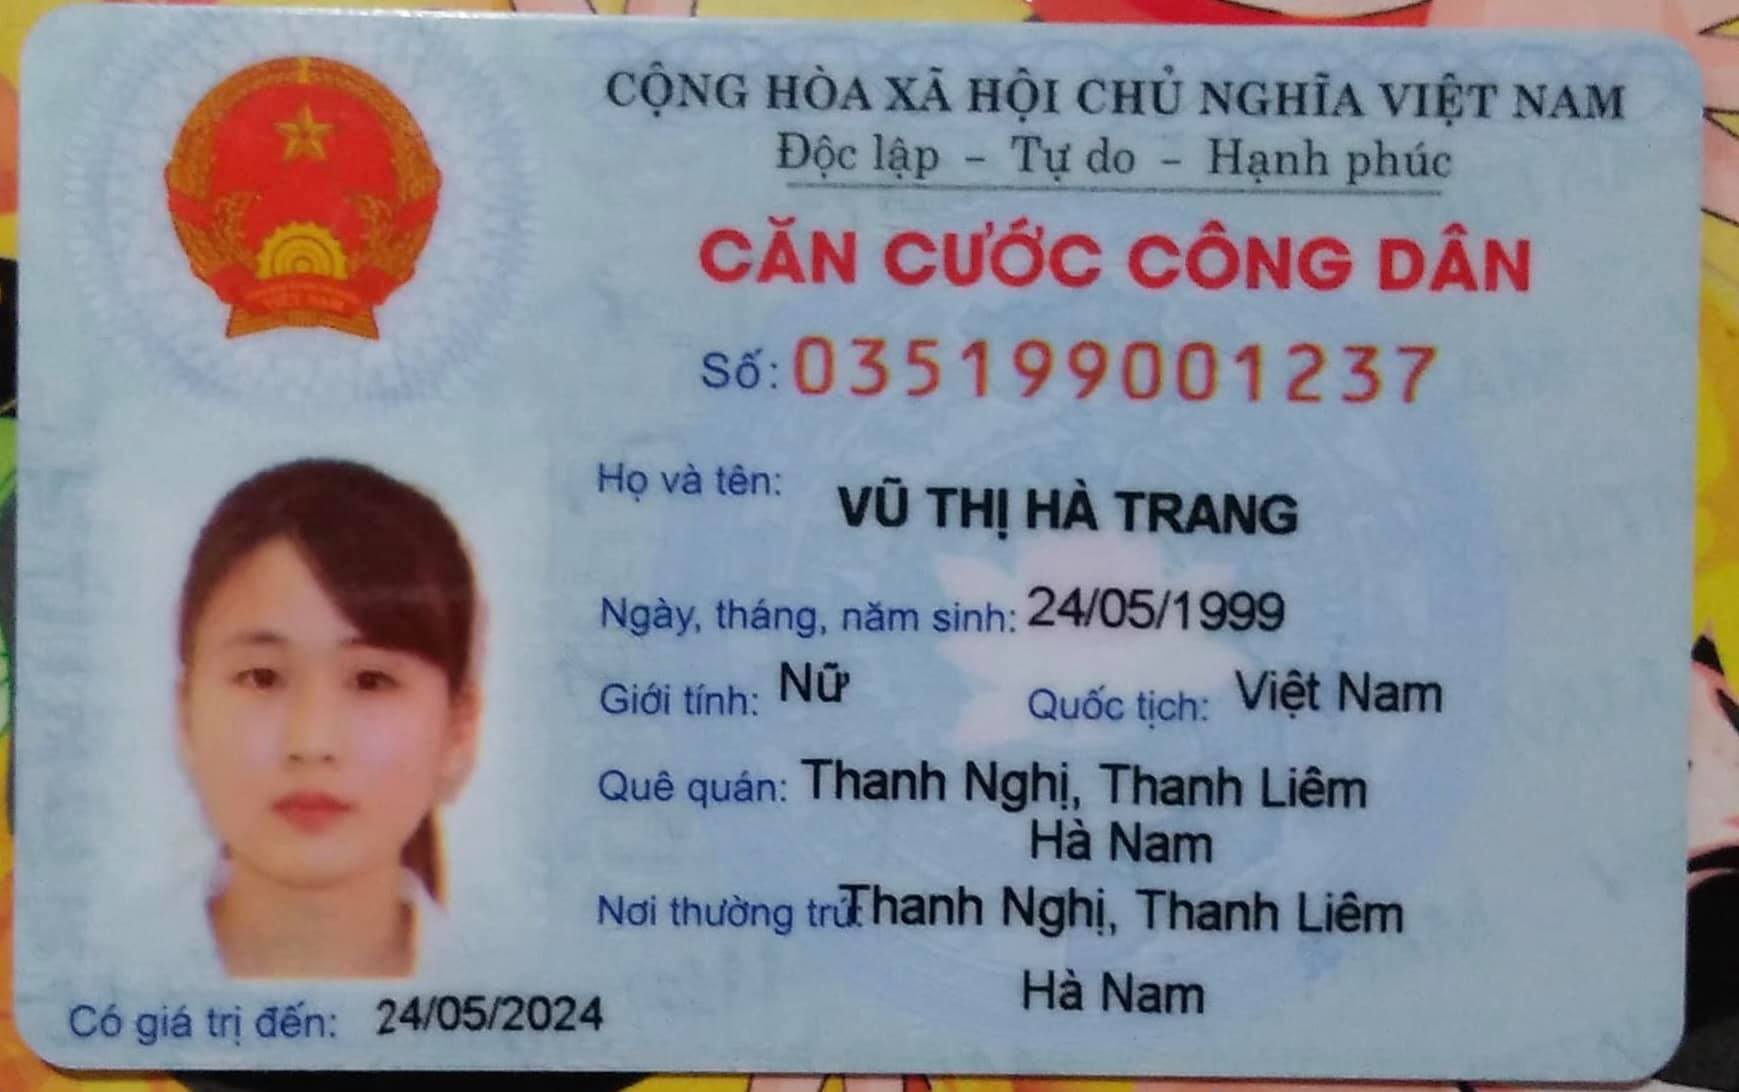 CỘNG HÒA XÃ HỘI CHỦ NGHĨA VIỆT NAM
Độc lập - Tự do - Hạnh phúc
CĂN CƯỚC CÔNG DÂN
Số: 035199001237
Họ và tên: VŨ THỊ HÀ TRANG
Ngày, tháng, năm sinh: 24/05/1999
Giới tính: Nữ Quốc tịch: Việt Nam
Quê quán: Thanh Nghị, Thanh Liêm
Hà Nam
Nơi thường trú: Thanh Nghị, Thanh Liêm
Hà Nam
Có giá trị đến: 24/05/2024